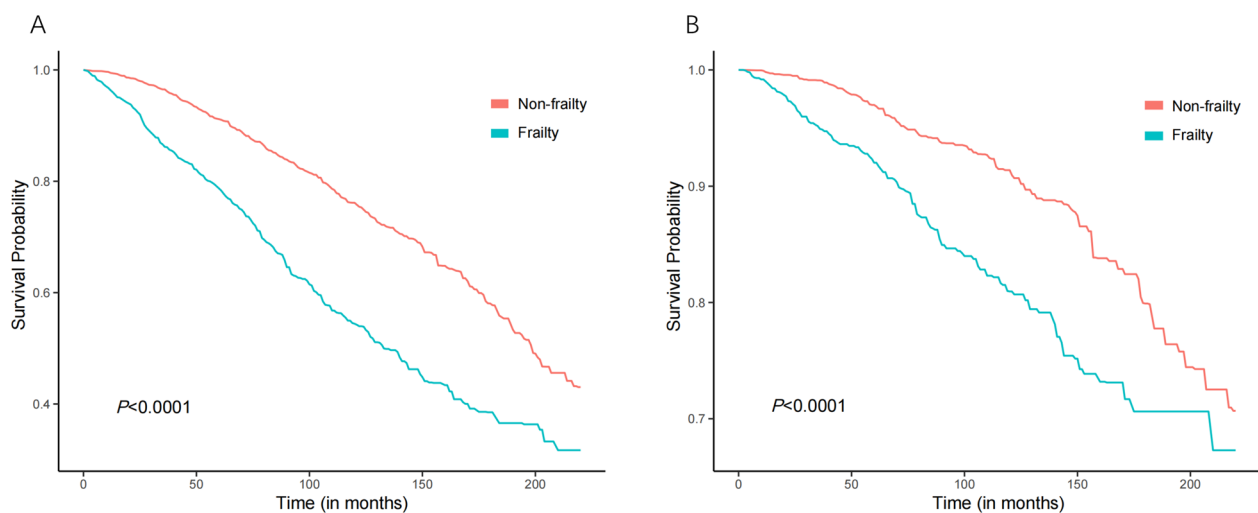 A
Survival Probability
1.0
0.8
0.6
0.4
Non-frailty
Frailty
P<0.0001
0 50 100 150 200
Time (in months)
B
Survival Probability
1.0
0.9
0.8
0.7
Non-frailty
Frailty
P<0.0001
0 50 100 150 200
Time (in months)